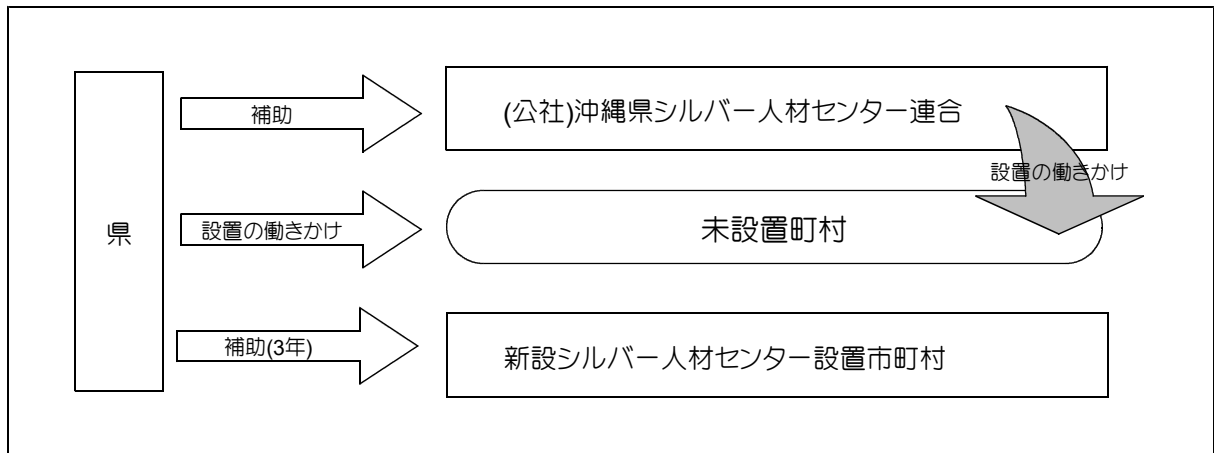 県
補助
(公社)沖縄県シルバー人材センター連合
設置の働きかけ
設置の働きかけ
未設置町村
補助(3年)
新設シルバー人材センター設置市町村